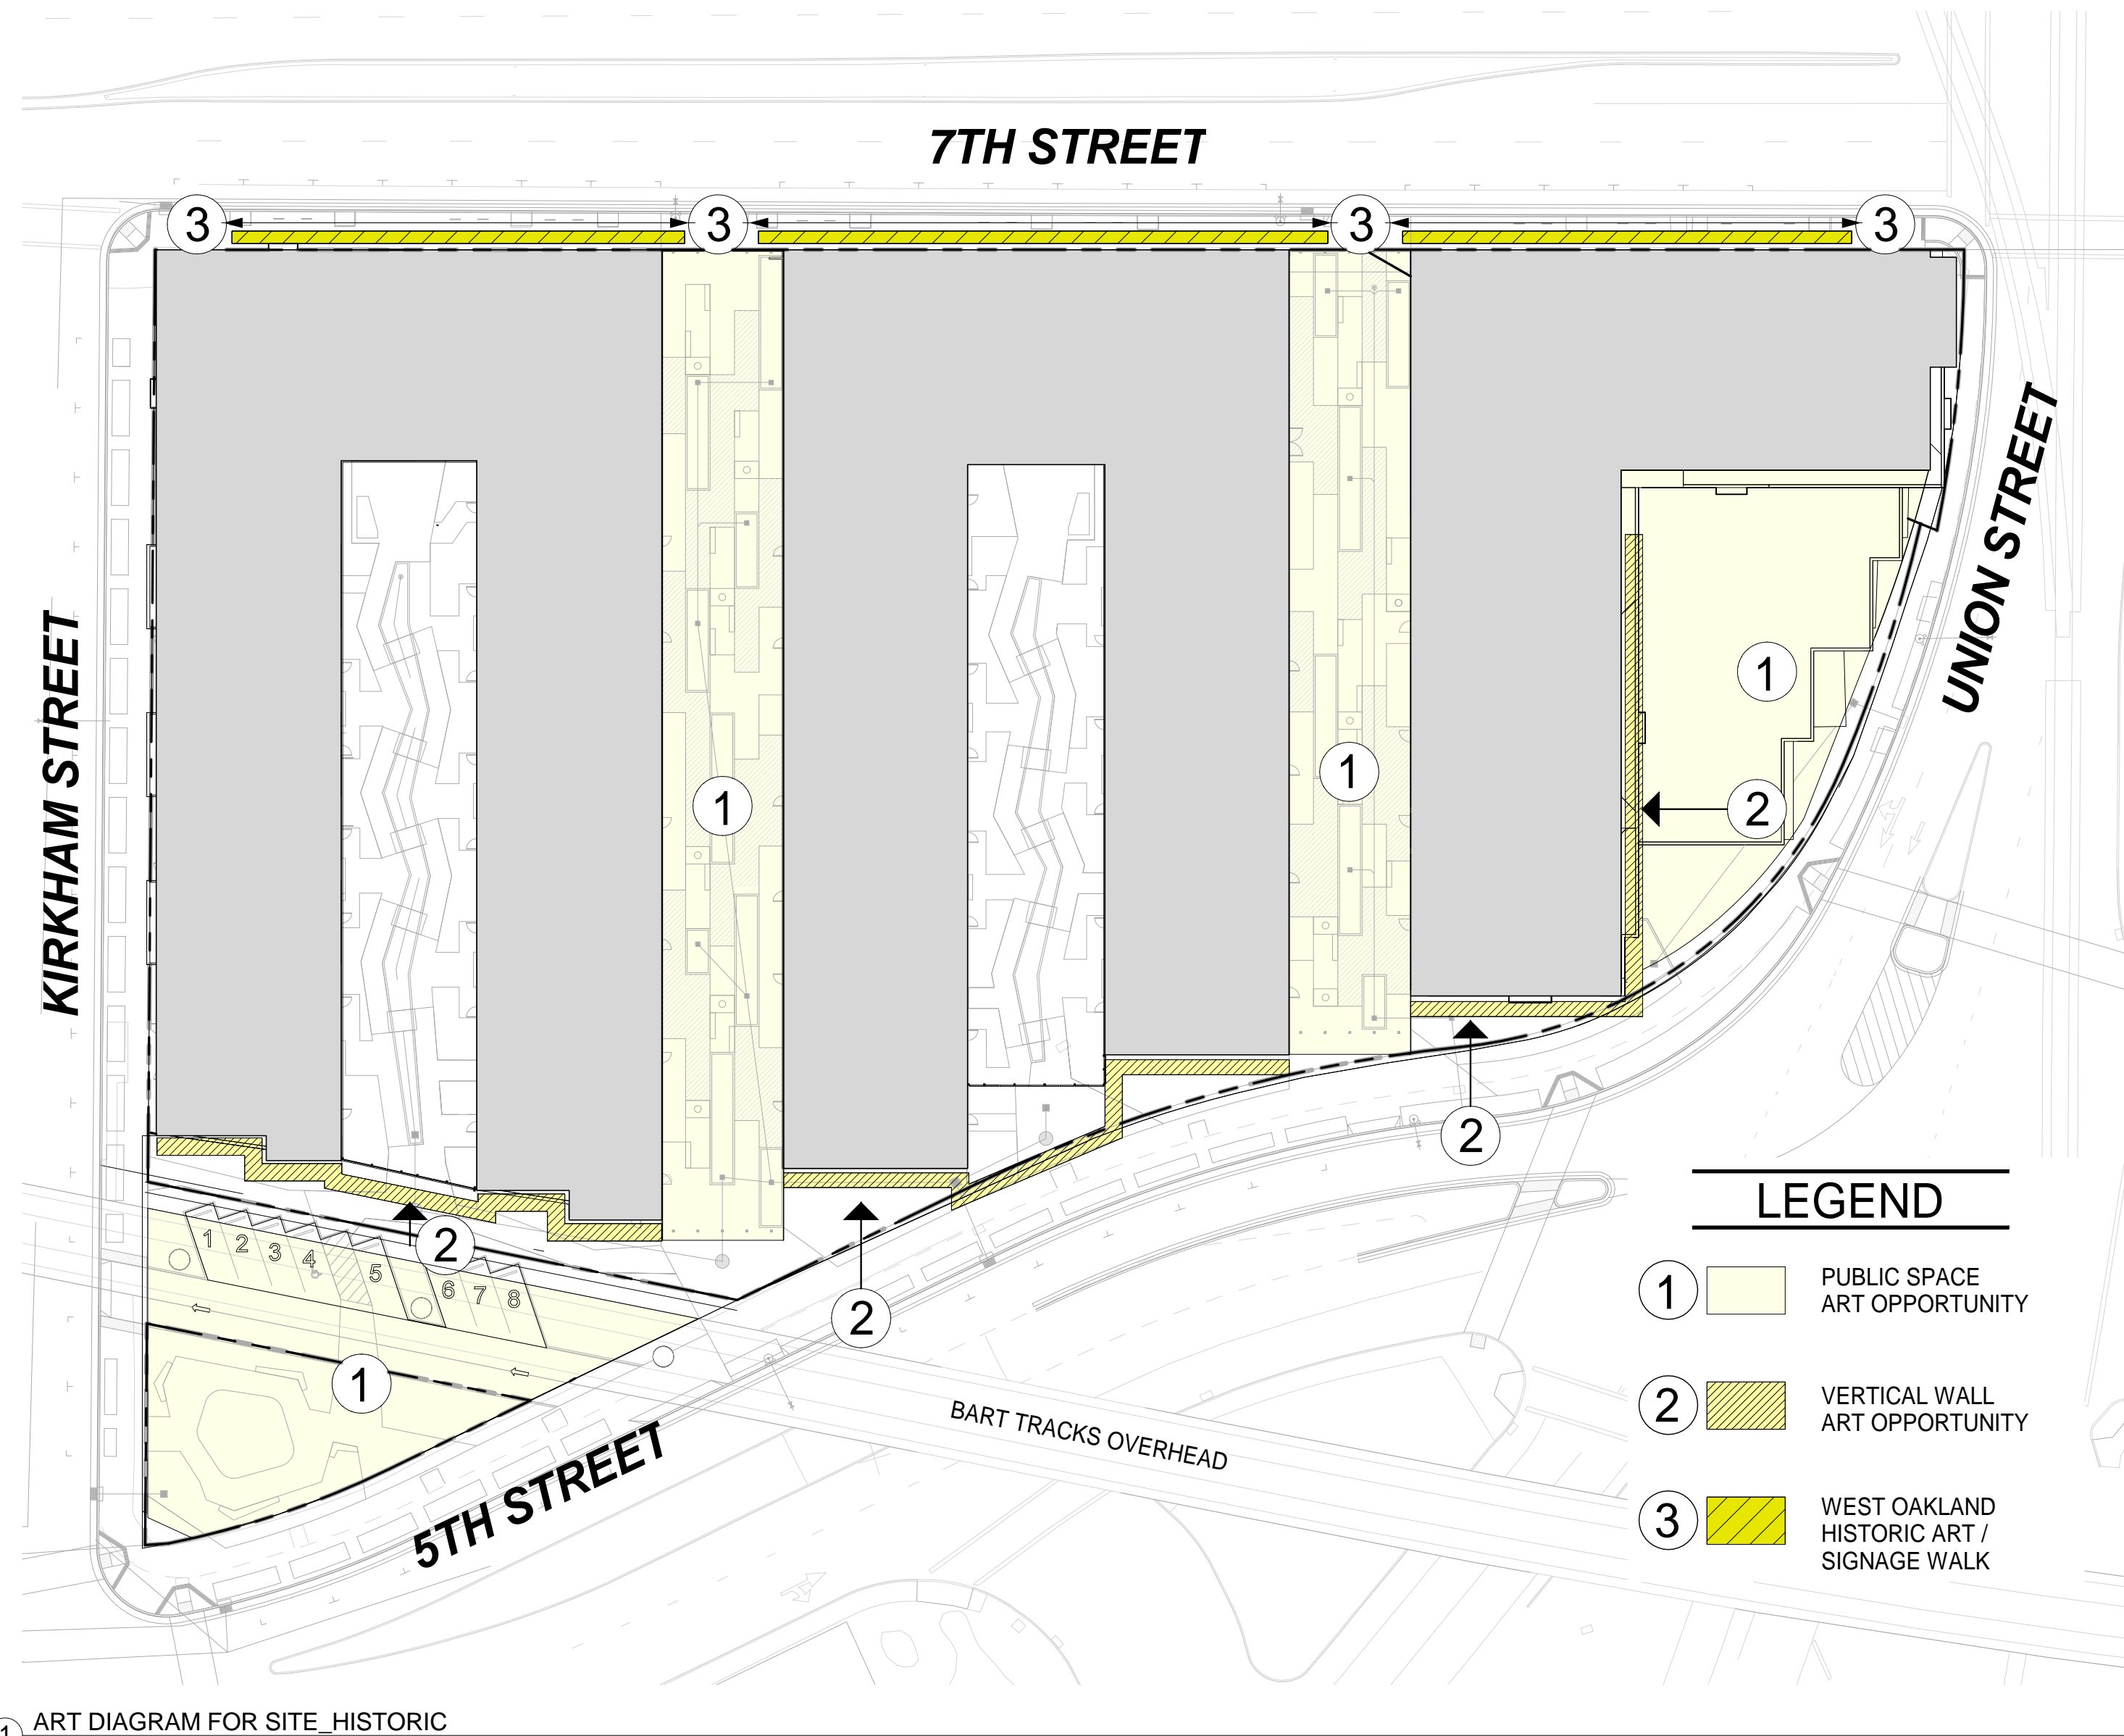 7TH STREET
3
3
3
3
KIRKHAM STREET
UNION STREET
1
1
1
2
2
2
2
1 2 3 4 5 6 7 8
1
5TH STREET
BART TRACKS OVERHEAD
LEGEND
1
PUBLIC SPACE
ART OPPORTUNITY
2
VERTICAL WALL
ART OPPORTUNITY
3
WEST OAKLAND
HISTORIC ART /
SIGNAGE WALK
1
ART DIAGRAM FOR SITE_HISTORIC